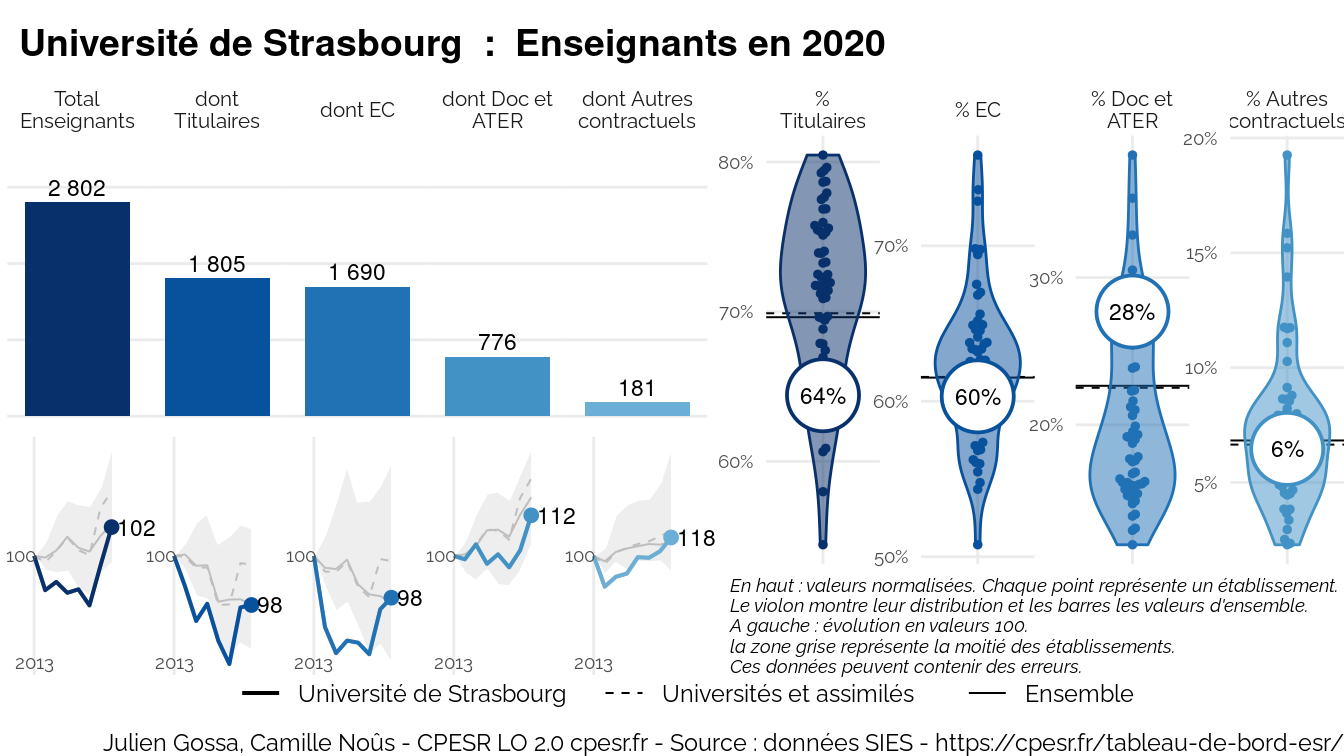 Université de Strasbourg : Enseignants en 2020
Total
Enseignants
dont
Titulaires
dont EC
dont Doc et
ATER
dont Autres
contractuels
%
Titulaires
% EC
% Doc et
ATER
% Autres
contractuels
2 802
1 805
1 690
776
181
80%
70%
60%
64%
70%
60%
50%
60%
30%
20%
28%
20%
15%
10%
5%
6%
100
102
2013
100
98
2013
100
98
2013
100
112
2013
100
118
2013
En haut : valeurs normalisées. Chaque point représente un établissement.
Le violon montre leur distribution et les barres les valeurs d'ensemble.
A gauche : évolution en valeurs 100.
la zone grise représente la moitié des établissements.
Ces données peuvent contenir des erreurs.
Université de Strasbourg
Universités et assimilés
Ensemble
Julien Gossa, Camille Noûs - CPESR LO 2.0 cpesr.fr - Source : données SIES - https://cpesr.fr/tableau-de-bord-esr/